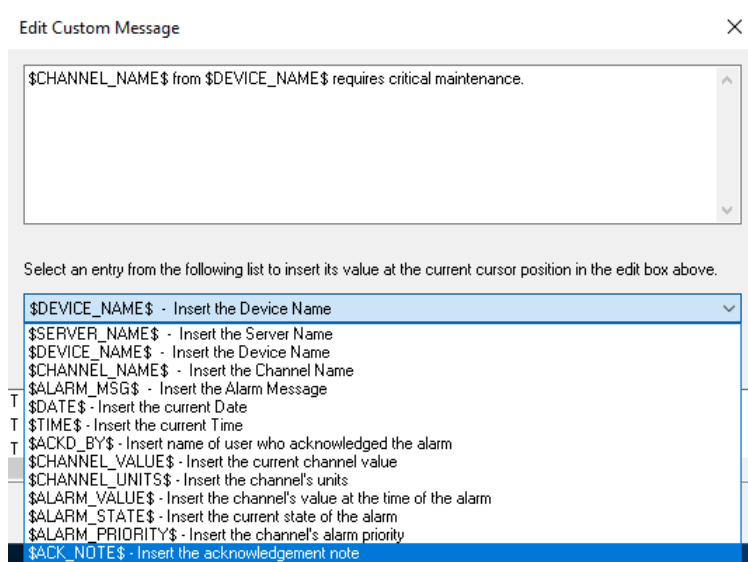 Edit Custom Message
$CHANNEL_NAME$ from $DEVICE_NAME$ requires critical maintenance.
Select an entry from the following list to insert its value at the current cursor position in the edit box above.
$DEVICE_NAME$ - Insert the Device Name
$SERVER_NAME$ - Insert the Server Name
$DEVICE_NAME$ - Insert the Device Name
$CHANNEL_NAME$ - Insert the Channel Name
$ALARM_MSG$ - Insert the Alarm Message
T
$DATE$ - Insert the current Date
T
$TIME$ - Insert the current Time
T
$ACKD_BY$ - Insert name of user who acknowledged the alarm
$CHANNEL_VALUE$ - Insert the current channel value
$CHANNEL_UNITS$ - Insert the channel's units
$ALARM_VALUE$ - Insert the channel's value at the time of the alarm
$ALARM_STATE$ - Insert the current state of the alarm
$ALARM_PRIORITY$ - Insert the channel's alarm priority
$ACK_NOTE$ - Insert the acknowledgement note